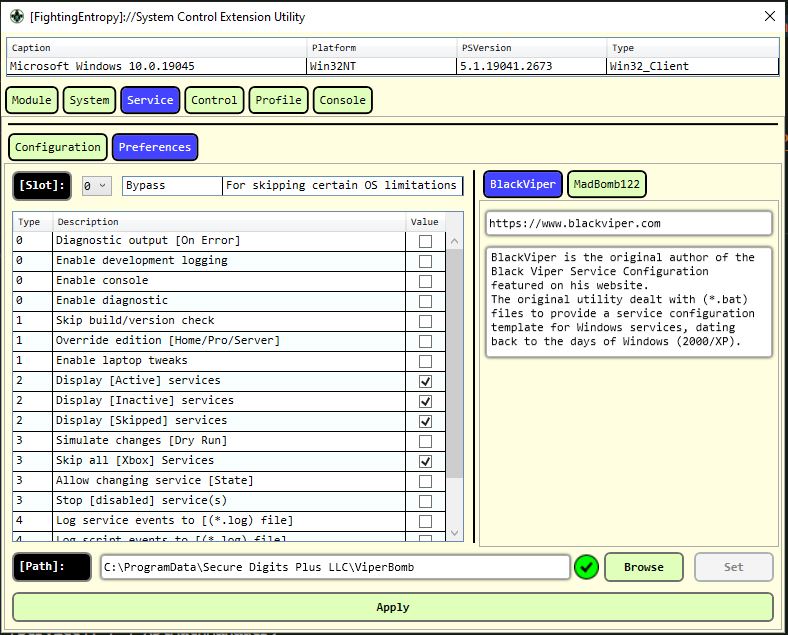 [FightingEntropy]://System Control Extension Utility
Caption Platform PSVersion Type
Microsoft Windows 10.0.19045 Win32NT 5.1.19041.2673 Win32_Client
Module System Service Control Profile Console
Configuration Preferences
[Slot]: 0 Bypass For skipping certain OS limitations
BlackViper MadBomb122
Type Description Value
0 Diagnostic output [On Error]
0 Enable development logging
0 Enable console
0 Enable diagnostic
1 Skip build/version check
1 Override edition [Home/Pro/Server]
1 Enable laptop tweaks
2 Display [Active] services
2 Display [Inactive] services
2 Display [Skipped] services
3 Simulate changes [Dry Run]
3 Skip all [Xbox] Services
3 Allow changing service [State]
3 Stop [disabled] service(s)
4 Log service events to [(*.log) file]
4 Log script events to [(*.log) file]
https://www.blackviper.com
BlackViper is the original author of the
Black Viper Service Configuration
featured on his website.
The original utility dealt with (*.bat)
files to provide a service configuration
template for Windows services, dating
back to the days of Windows (2000/XP).
[Path]: C:\ProgramData\Secure Digits Plus LLC\ViperBomb Browse Set
Apply